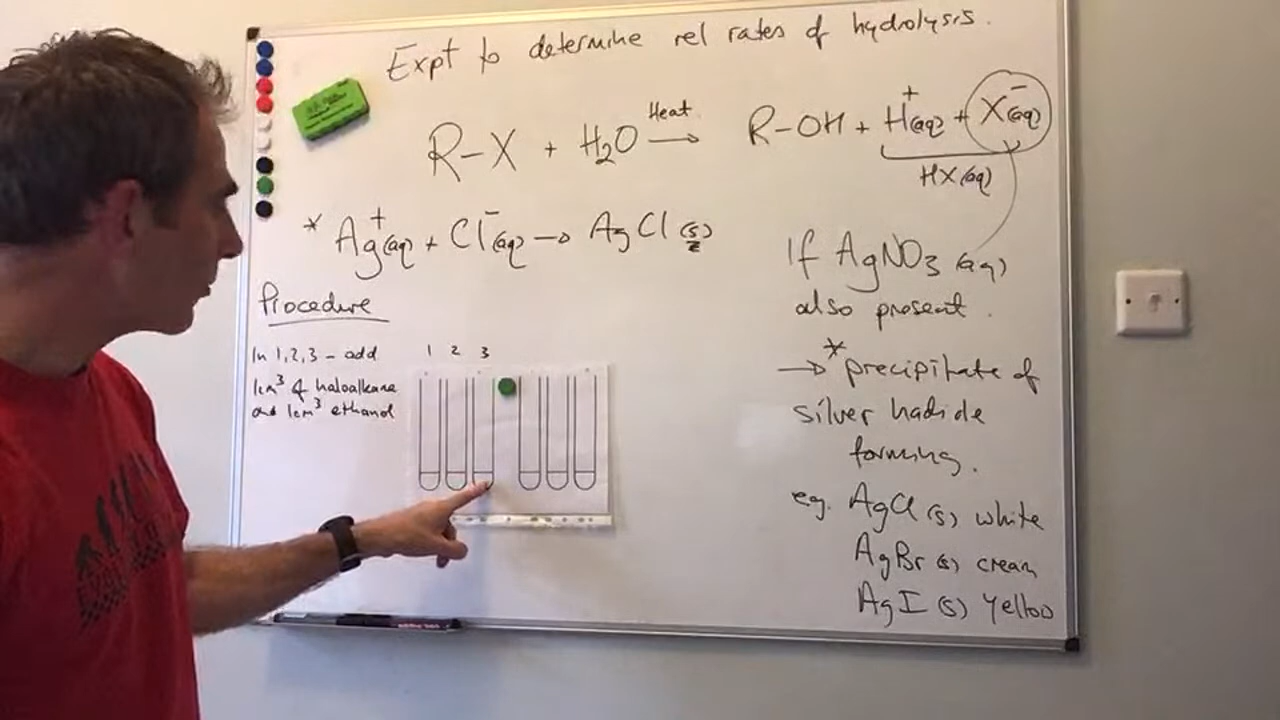 Expt to determine rel rates of hydrolysis.
R-X + H2O Heat → R-OH + H+(aq) + X-(aq)
HX(aq)
* Ag+(aq) + Cl-(aq) → AgCl(s)
If AgNO3(aq)
also present.
→ *precipitate of
silver halide
forming.
eg. AgCl(s) white
AgBr(s) cream
AgI(s) yellow
Procedure
In 1,2,3 - add
1cm3 of haloalkane
and 1cm3 ethanol
1 2 3